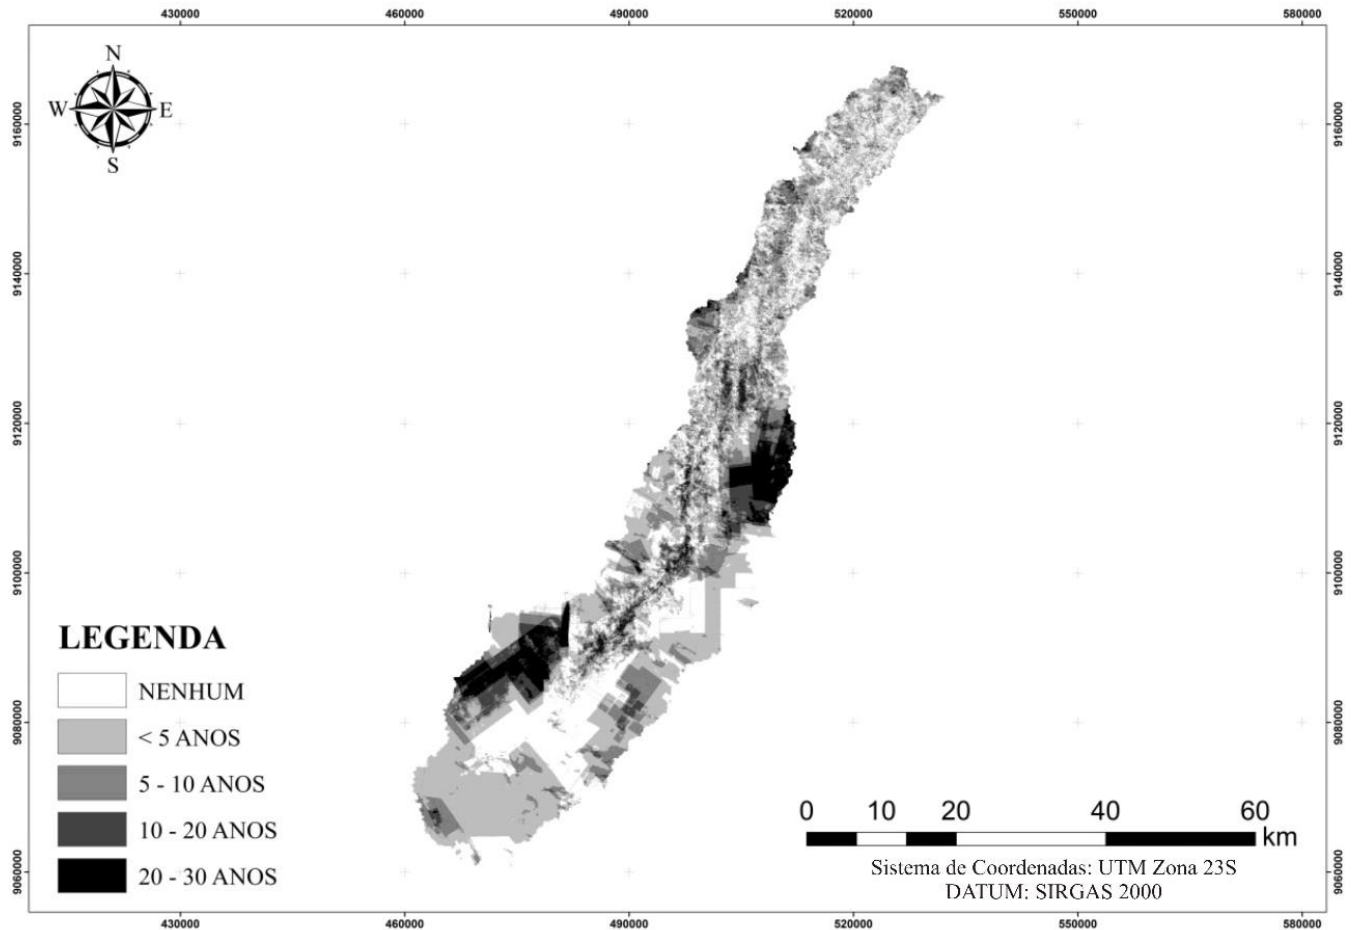 430000 460000 490000 520000 550000 580000
N
W E
S
9160000 9160000
9140000 9140000
9120000 9120000
9100000 9100000
9080000 9080000
9060000 9060000
LEGENDA
NENHUM
< 5 ANOS
5 - 10 ANOS
10 - 20 ANOS
20 - 30 ANOS
0 10 20 40 60
km
Sistema de Coordenadas: UTM Zona 23S
DATUM: SIRGAS 2000
430000 460000 490000 520000 550000 580000